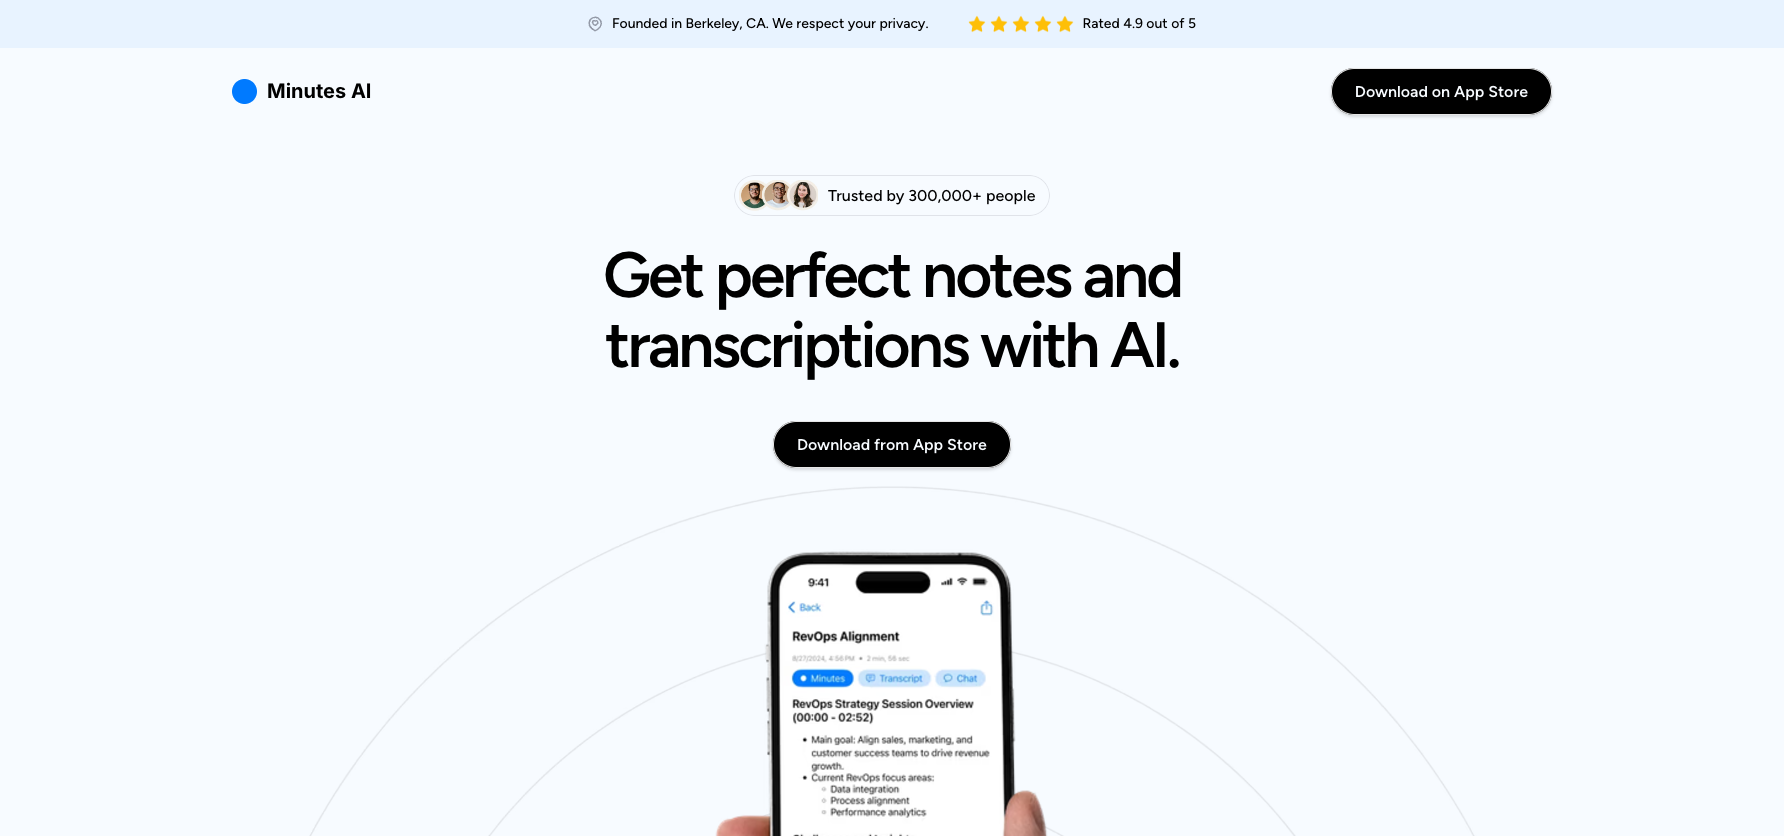 Founded in Berkeley, CA. We respect your privacy.
Rated 4.9 out of 5
Minutes AI
Download on App Store
Trusted by 300,000+ people
Get perfect notes and
transcriptions with AI.
Download from App Store
9:41
Back
RevOps Alignment
8/27/2024, 4:56 PM • 2 min, 56 sec
Minutes
Transcript
Chat
RevOps Strategy Session Overview
(00:00 - 02:52)
• Main goal: Align sales, marketing, and
customer success teams to drive revenue
growth.
• Current RevOps focus areas:
○ Data integration
○ Process alignment
○ Performance analytics